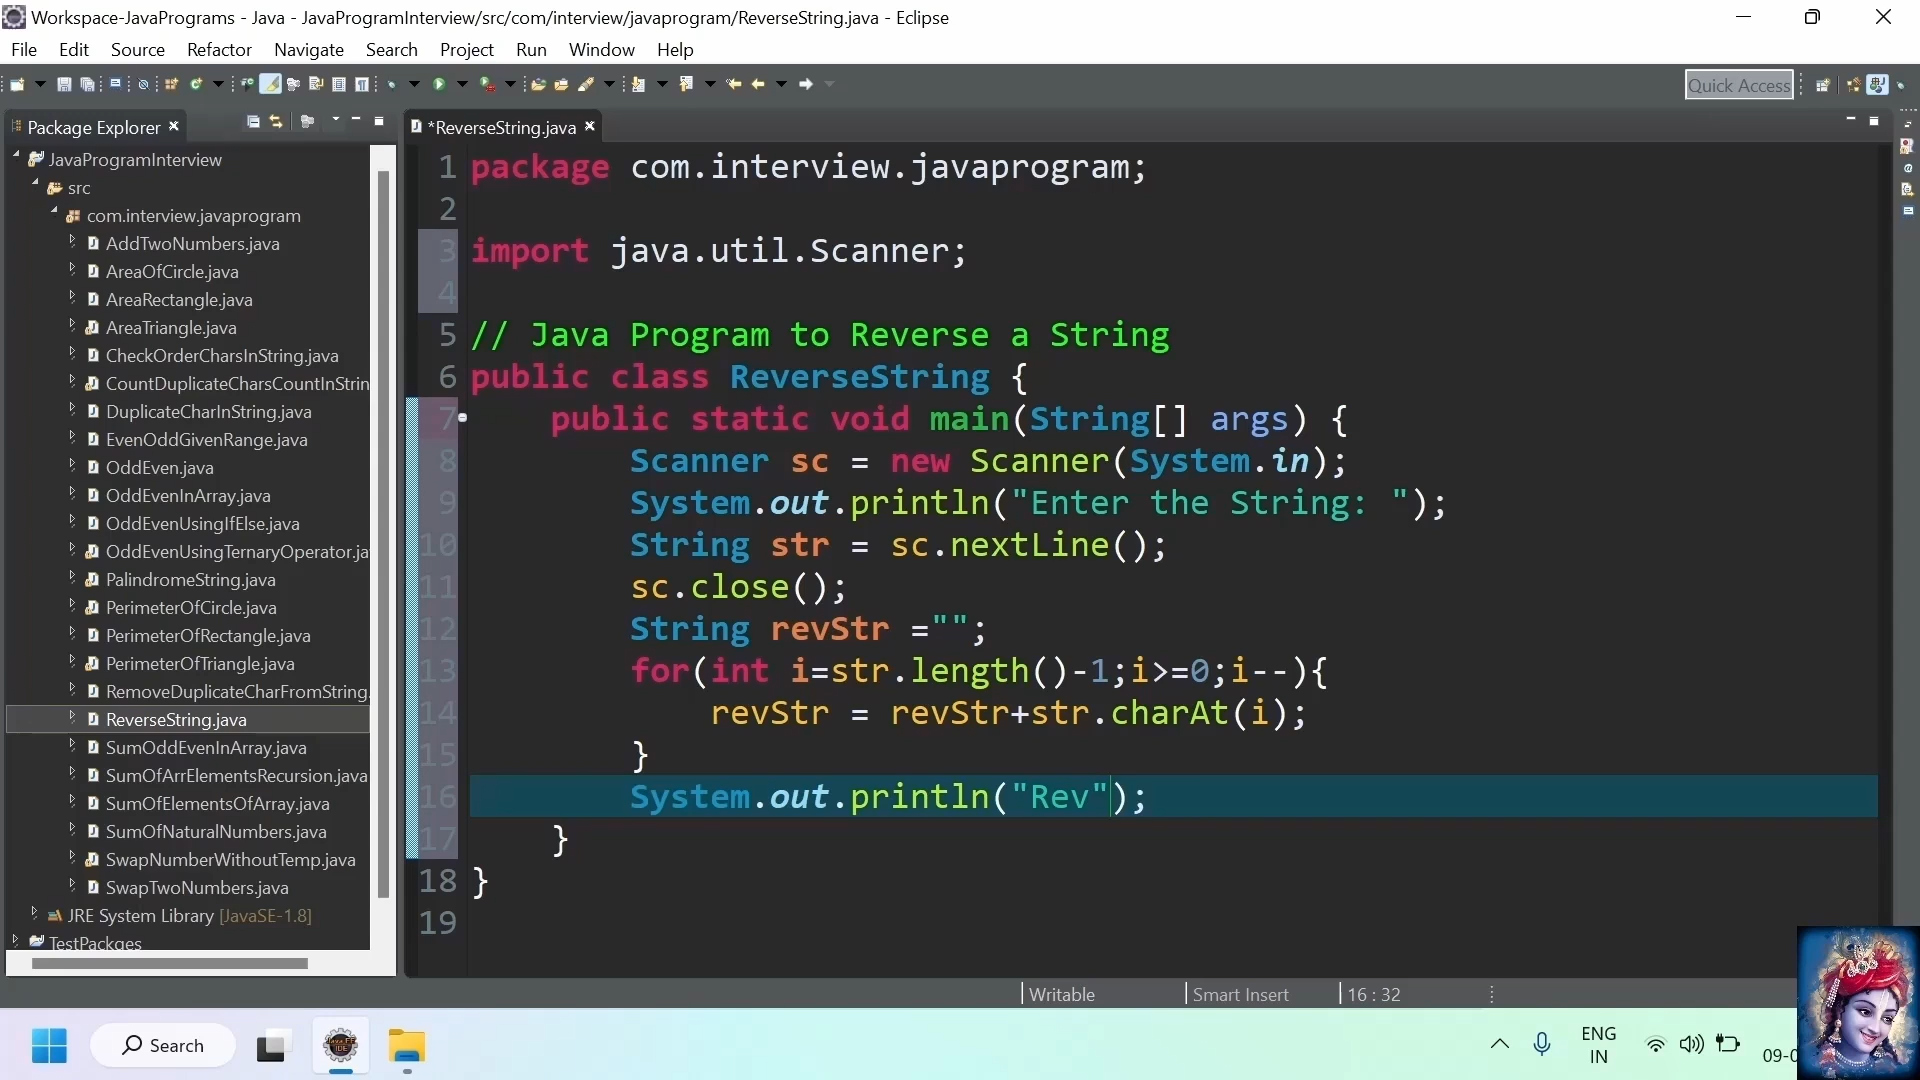 Workspace-JavaPrograms - Java - JavaProgramInterview/src/com/interview/javaprogram/ReverseString.java - Eclipse
File Edit Source Refactor Navigate Search Project Run Window Help
Quick Access
Package Explorer
*ReverseString.java
JavaProgramInterview
src
com.interview.javaprogram
AddTwoNumbers.java
AreaOfCircle.java
AreaRectangle.java
AreaTriangle.java
CheckOrderCharsInString.java
CountDuplicateCharsCountInStrin
DuplicateCharInString.java
EvenOddGivenRange.java
OddEven.java
OddEvenInArray.java
OddEvenUsingIfElse.java
OddEvenUsingTernaryOperator.ja
PalindromeString.java
PerimeterOfCircle.java
PerimeterOfRectangle.java
PerimeterOfTriangle.java
RemoveDuplicateCharFromString.
ReverseString.java
SumOddEvenInArray.java
SumOfArrElementsRecursion.java
SumOfElementsOfArray.java
SumOfNaturalNumbers.java
SwapNumberWithoutTemp.java
SwapTwoNumbers.java
JRE System Library [JavaSE-1.8]
TestPackages
1 package com.interview.javaprogram;
2
3 import java.util.Scanner;
4
5 // Java Program to Reverse a String
6 public class ReverseString {
7 public static void main(String[] args) {
8 Scanner sc = new Scanner(System.in);
9 System.out.println("Enter the String: ");
10 String str = sc.nextLine();
11 sc.close();
12 String revStr ="";
13 for(int i=str.length()-1;i>=0;i--){
14 revStr = revStr+str.charAt(i);
15 }
16 System.out.println("Rev");
17 }
18 }
19
Writable Smart Insert 16 : 32
Search
ENG
IN
09-0